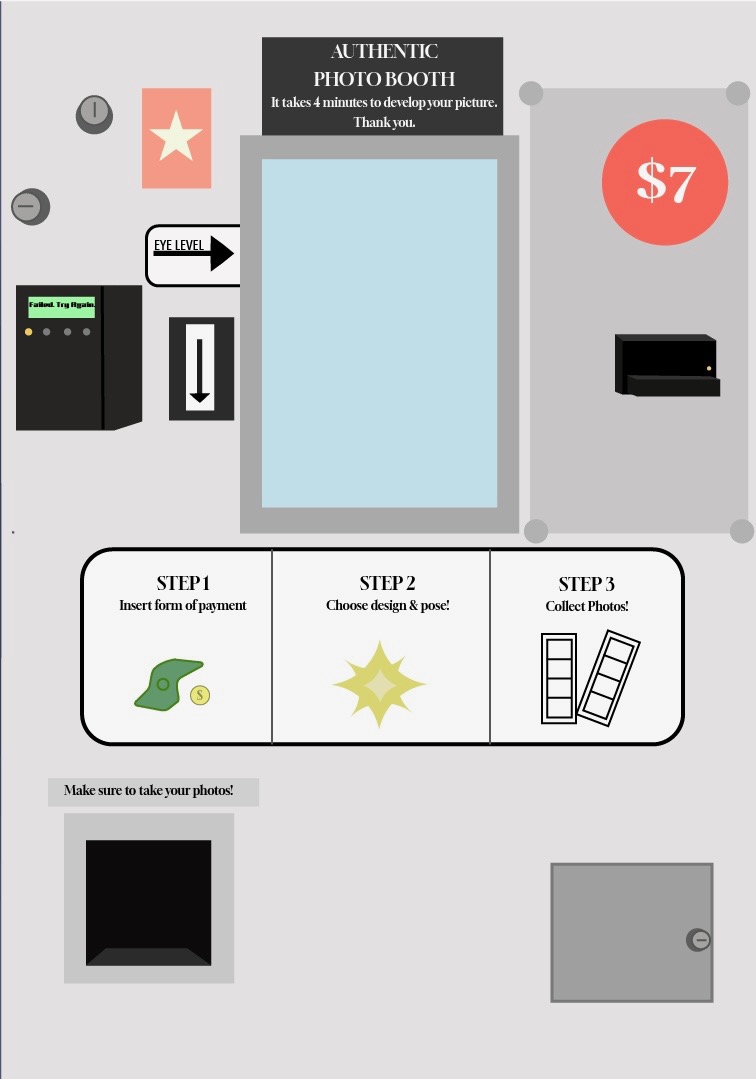 AUTHENTIC
PHOTO BOOTH
It takes 4 minutes to develop your picture.
Thank you.
$7
EYE LEVEL
Failed. Try Again.
STEP 1
Insert form of payment
$
STEP 2
Choose design & pose!
STEP 3
Collect Photos!
Make sure to take your photos!